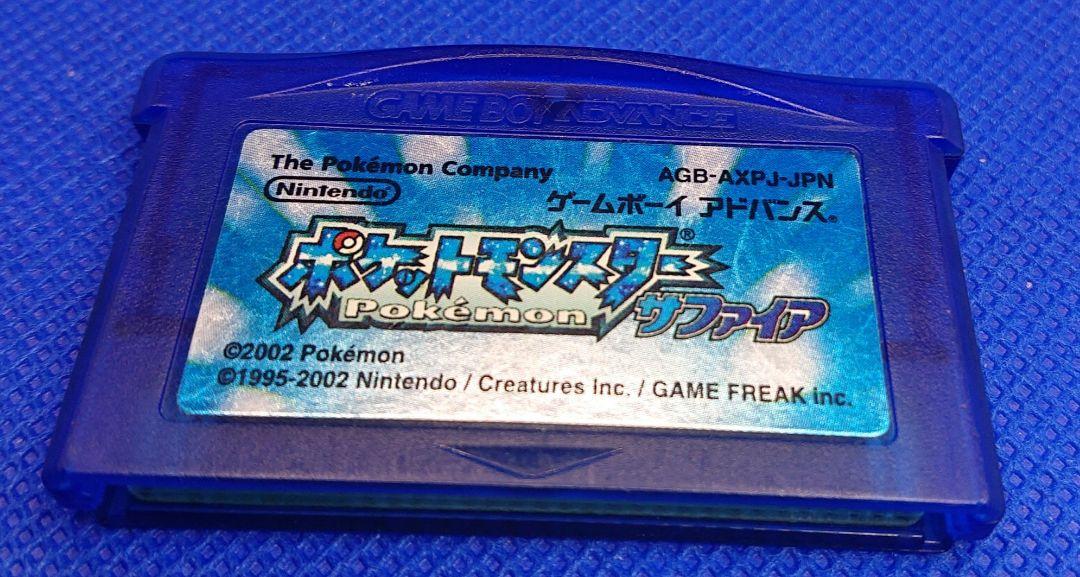 GAME BOY ADVANCE
The Pokémon Company
AGB-AXPJ-JPN
Nintendo
ゲームボーイ アドバンス®
ポケットモンスター®
Pokémon
サファイア
©2002 Pokémon
©1995-2002 Nintendo / Creatures Inc. / GAME FREAK inc.